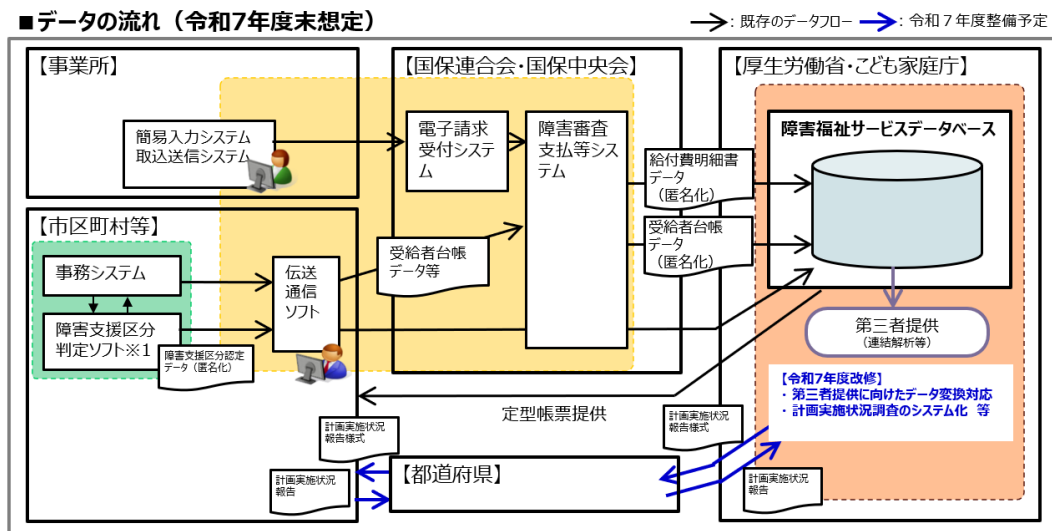 ■データの流れ（令和7年度末想定）
：既存のデータフロー
：令和７年度整備予定
【事業所】
簡易入力システム
取込送信システム
【国保連合会・国保中央会】
電子請求
受付システ
ム
障害審査
支払等シス
テム
受給者台帳
データ等
【厚生労働省・こども家庭庁】
障害福祉サービスデータベース
給付費明細書
データ
（匿名化）
受給者台帳
データ
（匿名化）
第三者提供
（連結解析等）
【令和7年度改修】
・ 第三者提供に向けたデータ変換対応
・ 計画実施状況調査のシステム化 等
【市区町村等】
事務システム
障害支援区分
判定ソフト※1
障害支援区分認定
データ（匿名化）
伝送
通信
ソフト
定型帳票提供
計画実施状況
報告様式
計画実施状況
報告
【都道府県】
計画実施状況
報告様式
計画実施状況
報告